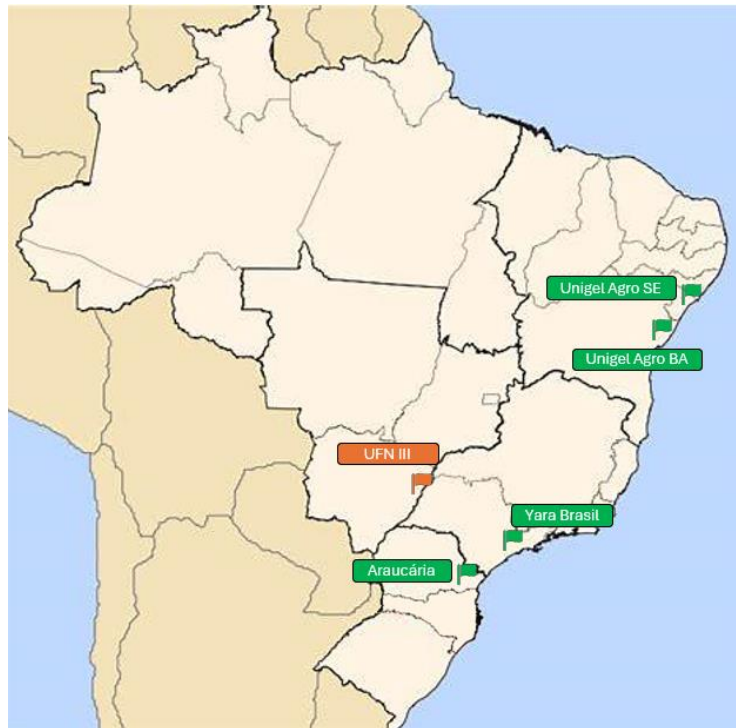 Unigel Agro SE
Unigel Agro BA
UFN III
Yara Brasil
Araucária